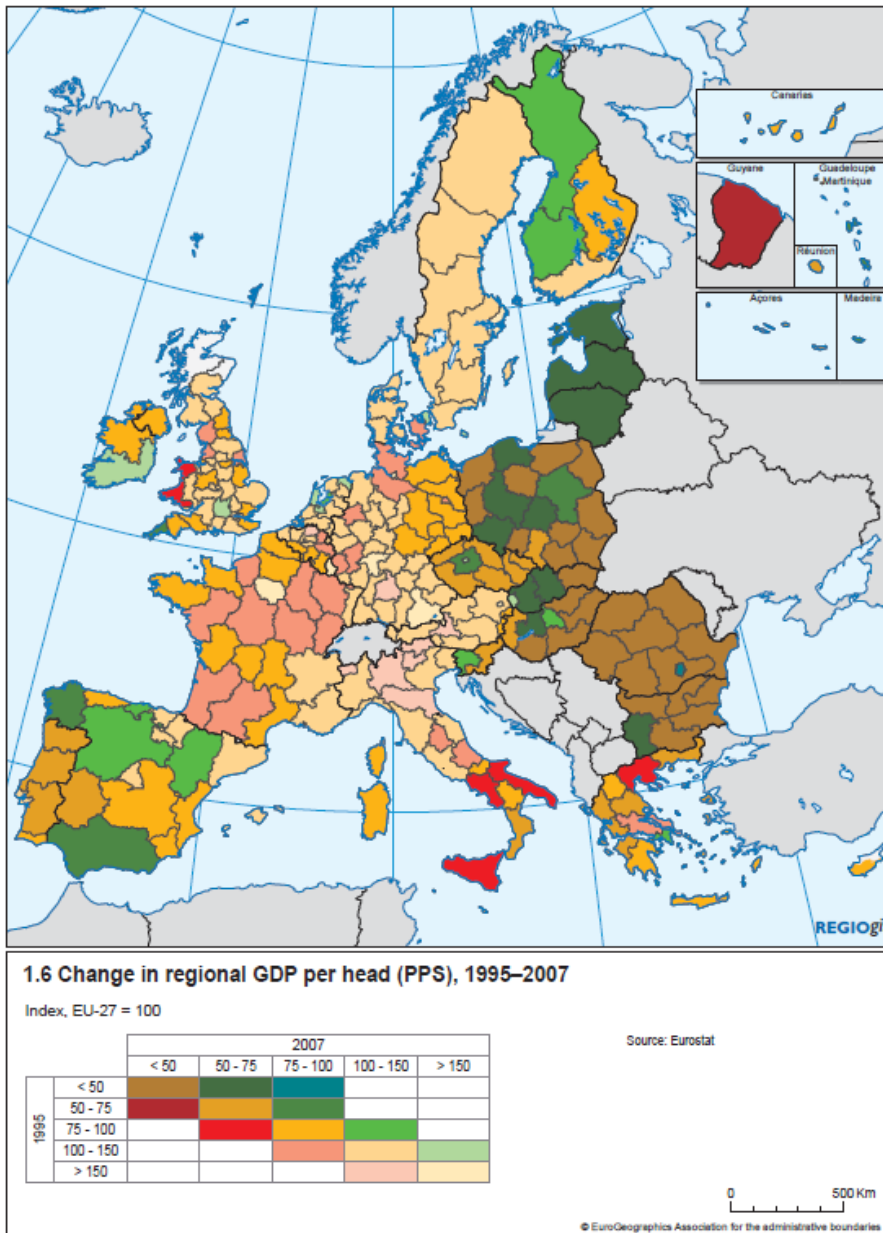 Canarias
Guyane
Guadeloupe
Martinique
Réunion
Açores
Madeira
REGIOgi
1.6 Change in regional GDP per head (PPS), 1995–2007
Index, EU-27 = 100
Source: Eurostat
2007
< 50 50 - 75 75 - 100 100 - 150 > 150
1995
< 50
50 - 75
75 - 100
100 - 150
> 150
0 500 Km
© EuroGeographics Association for the administrative boundaries